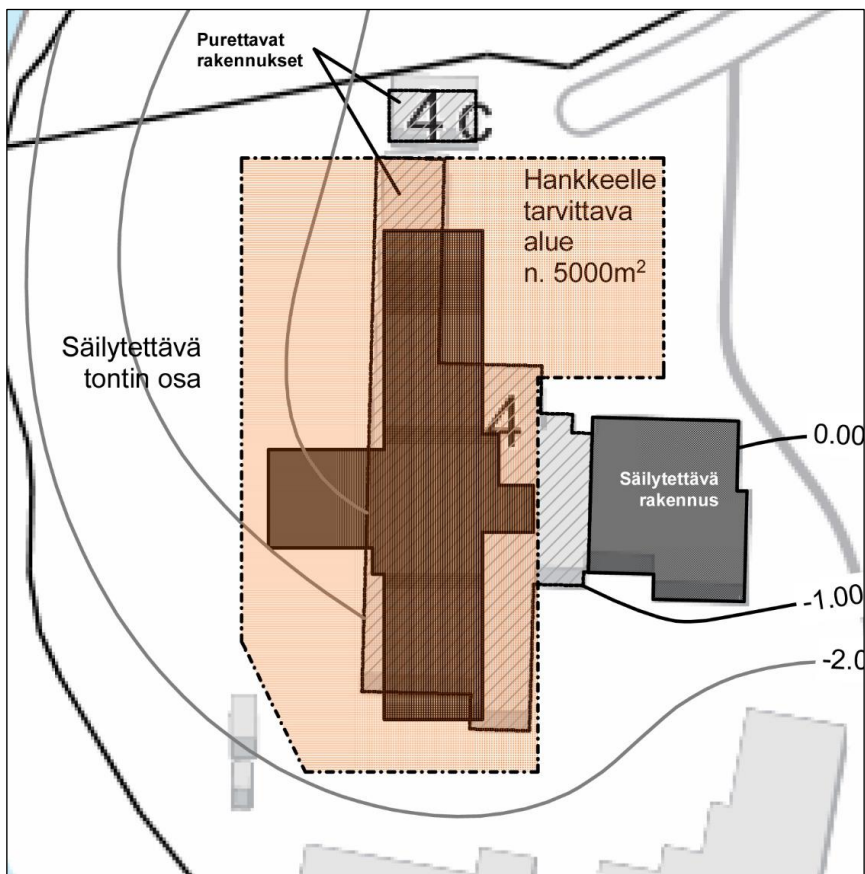 Purettavat
rakennukset
4 c
Hankkeelle
tarvittava
alue
n. 5000m²
Säilytettävä
tontin osa
4
0.00
Säilytettävä
rakennus
-1.00
-2.0